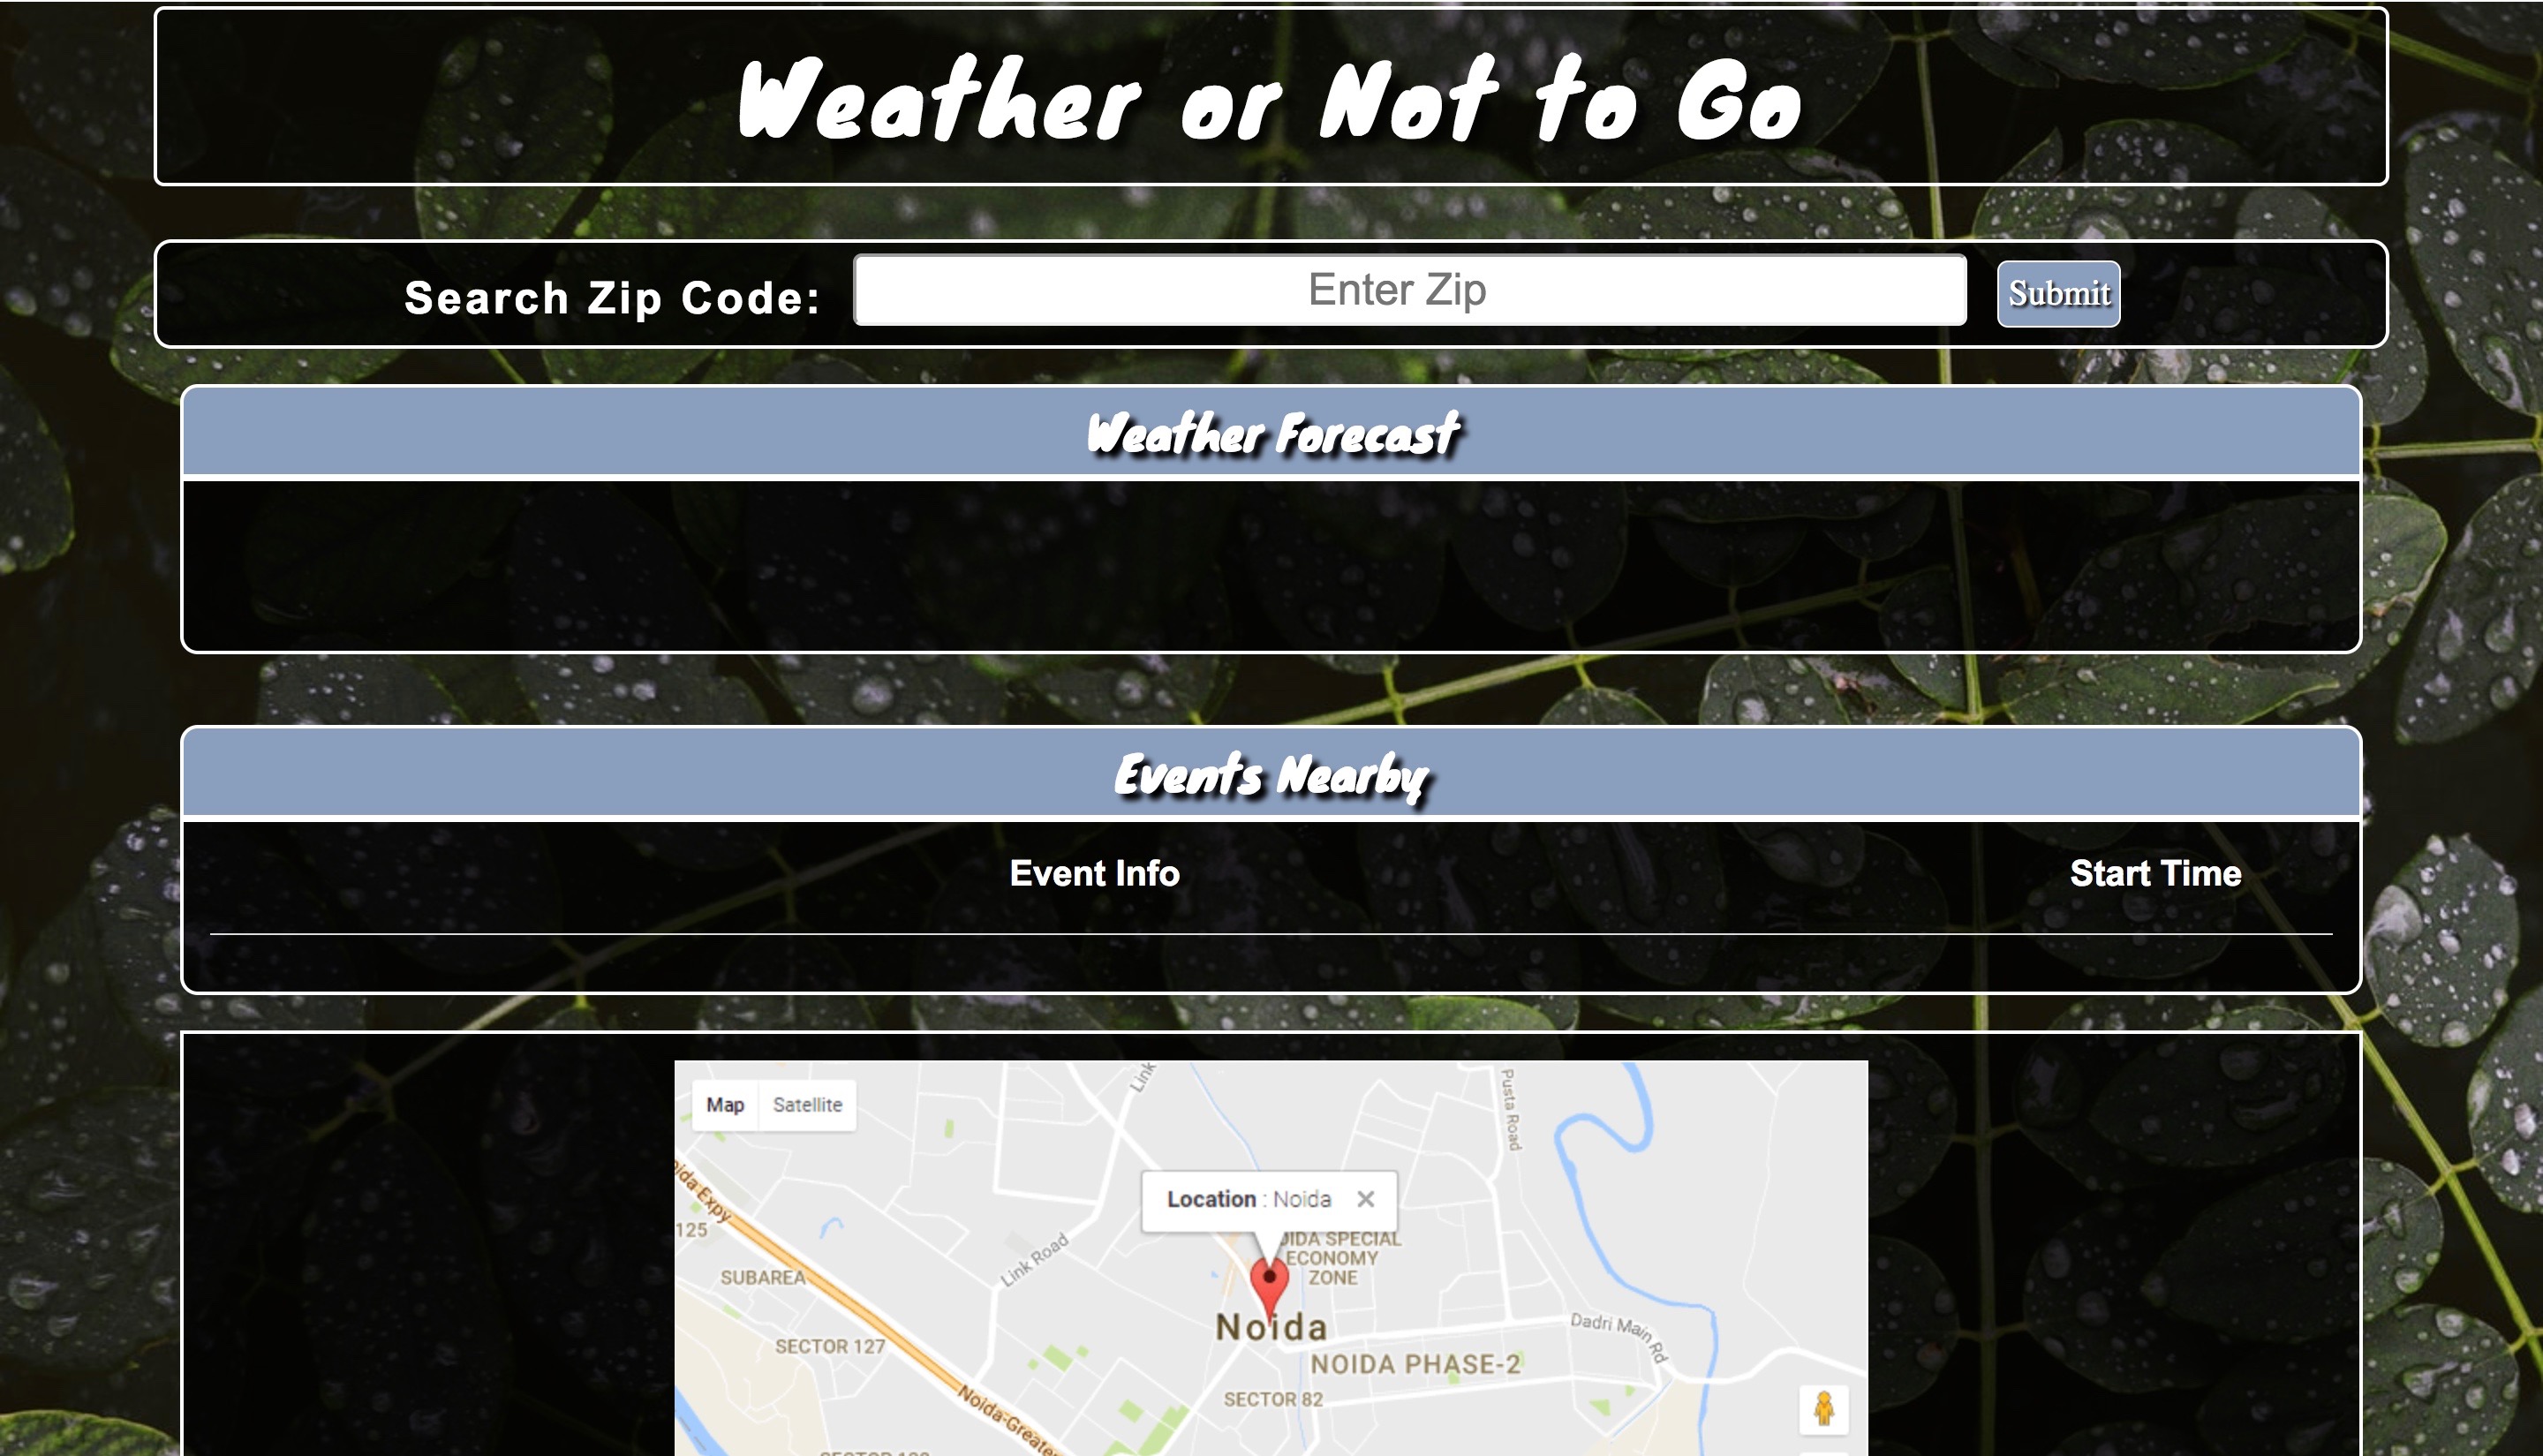 Weather or Not to Go
Search Zip Code:
Enter Zip
Submit
Weather Forecast
Events Nearby
Event Info
Start Time
Map
Satellite
Link
Pusta Road
Location : Noida
125
SUBAREA
Link Road
ECONOMY
ZONE
Noida
SECTOR 127
Dadri Main Rd
NOIDA PHASE-2
SECTOR 82
Noida-Greater